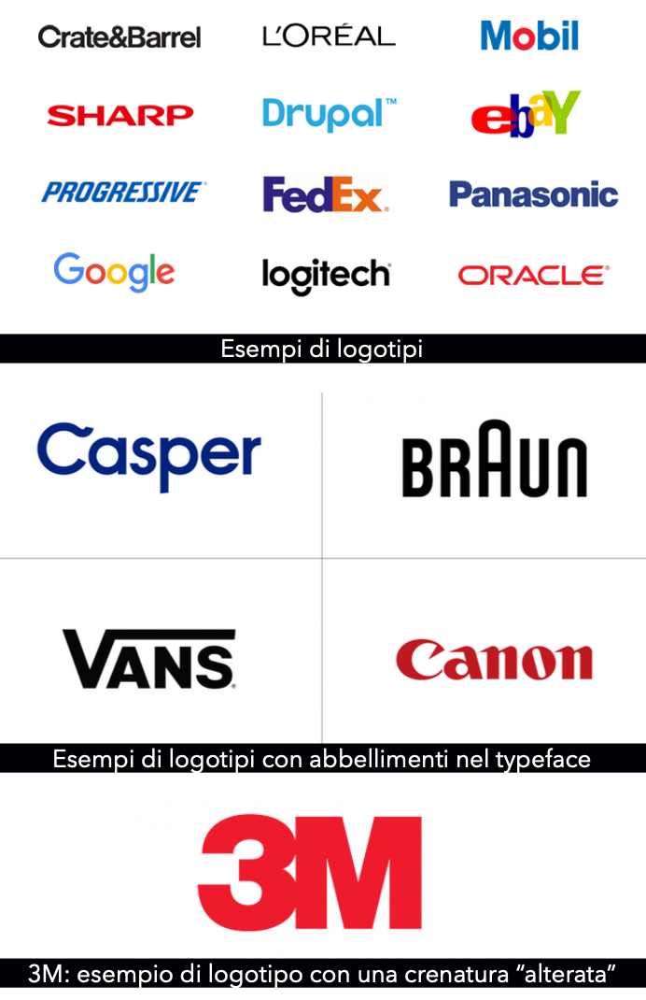 Crate&Barrel L'ORÉAL Mobil
SHARP Drupal™ ebaY
PROGRESSIVE® FedEx® Panasonic
Google logitech® ORACLE®
Esempi di logotipi
Casper BRAUN
VANS® Canon
Esempi di logotipi con abbellimenti nel typeface
3M
3M: esempio di logotipo con una crenatura “alterata”